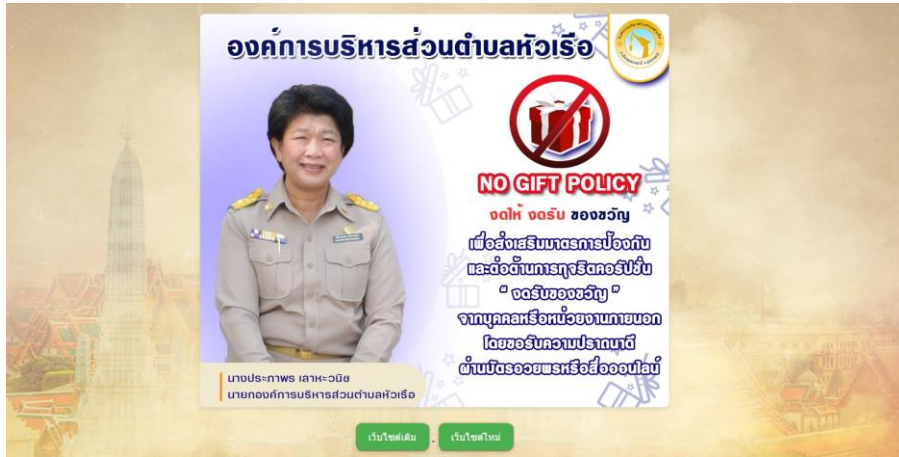 องค์การบริหารส่วนตำบลหัวเรือ
NO GIFT POLICY
งดให้ งดรับ ของขวัญ
เพื่อส่งเสริมมาตรการป้องกัน
และต่อต้านการทุจริตคอรัปชั่น
“ งดรับของขวัญ ”
จากบุคคลหรือหน่วยงานภายนอก
โดยขอรับความปรารถนาดี
ผ่านบัตรอวยพรหรือสื่อออนไลน์
นางประภาพร เลาหะวนิช
นายกองค์การบริหารส่วนตำบลหัวเรือ
เว็บไซต์เดิม - เว็บไซต์ใหม่